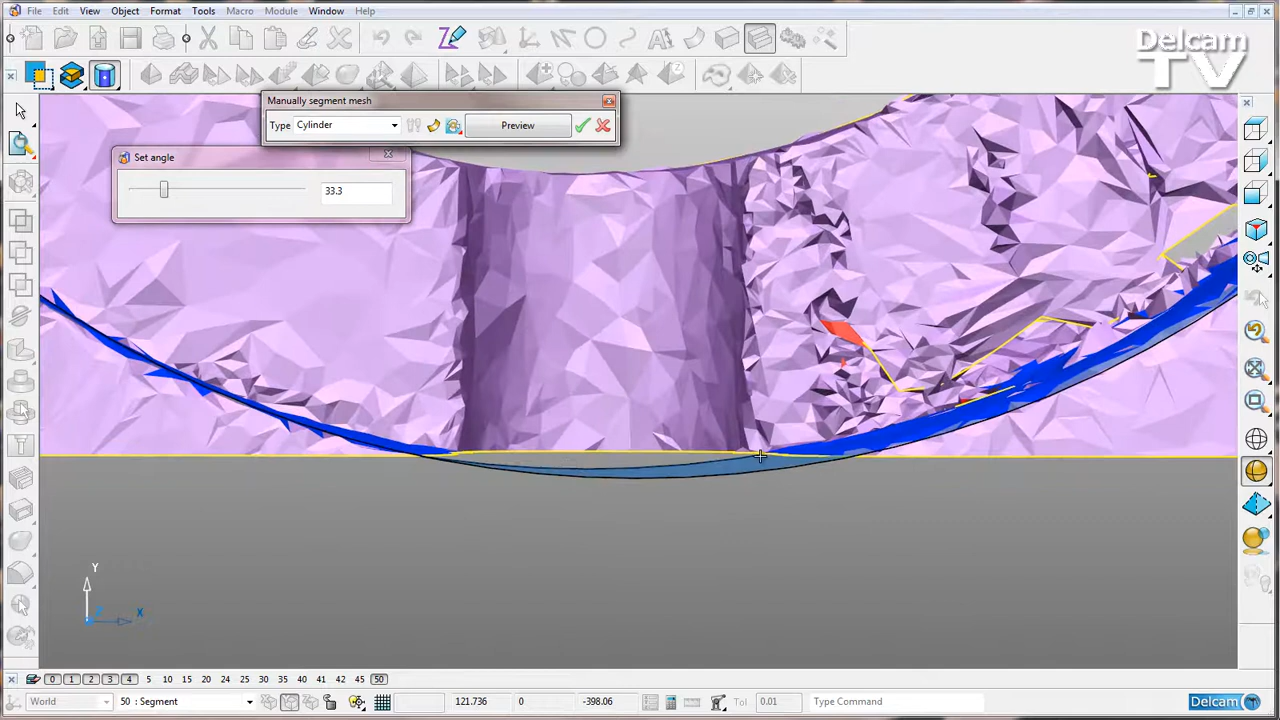 File Edit View Object Format Tools Macro Module Window Help
Delcam
TV
Manually segment mesh
Type Cylinder Preview
Set angle
33.3
Y
Z X
0 1 2 3 4 5 10 15 20 25 30 35 40 42 45 50
World 50 : Segment 121.736 0 -398.06 Tol 0.01 Type Command Delcam